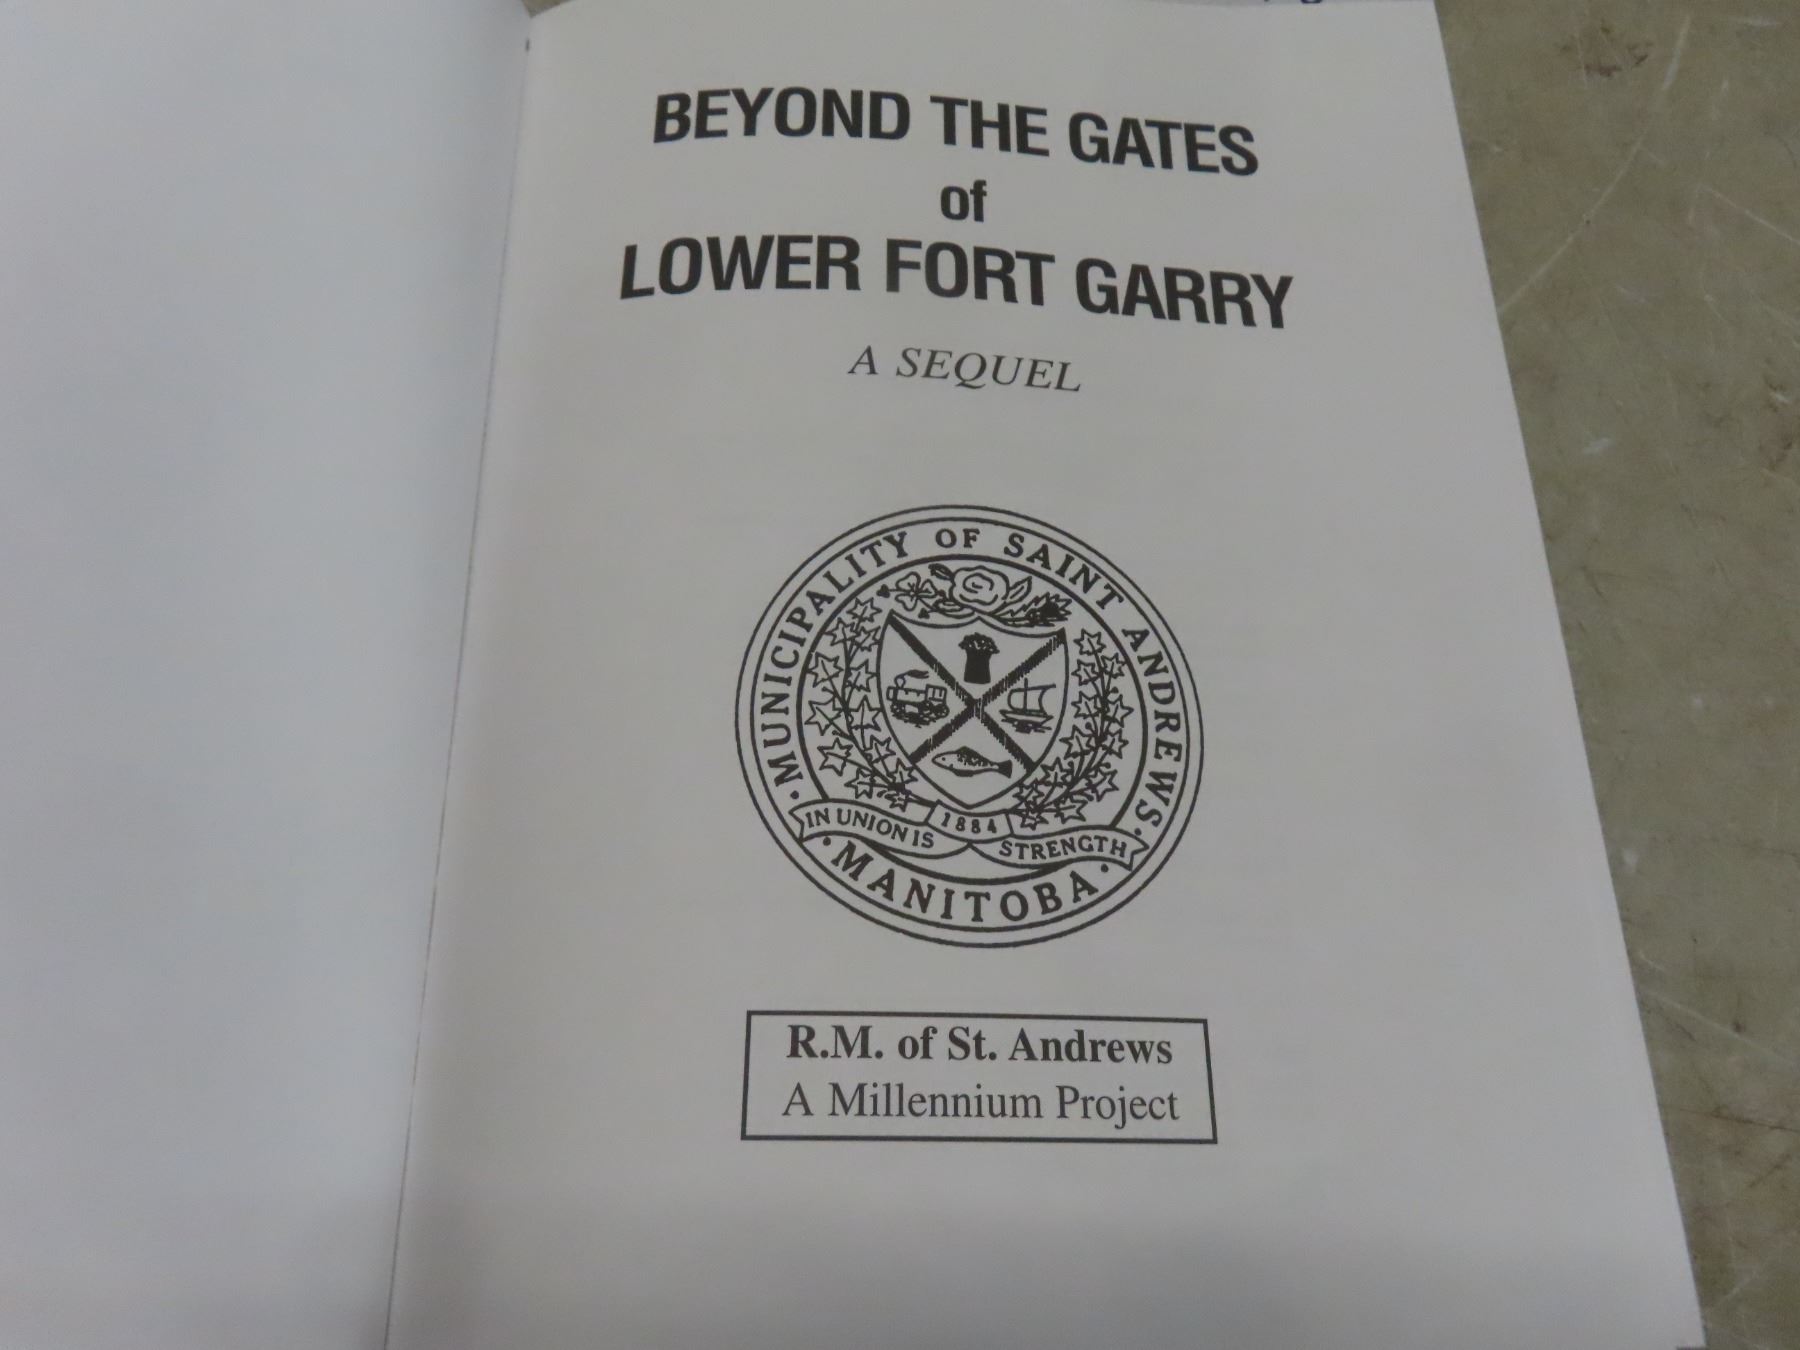 BEYOND THE GATES
of
LOWER FORT GARRY
A SEQUEL
· MUNICIPALITY OF SAINT ANDREWS ·
IN UNION IS 1884 STRENGTH
· MANITOBA ·
R.M. of St. Andrews
A Millennium Project